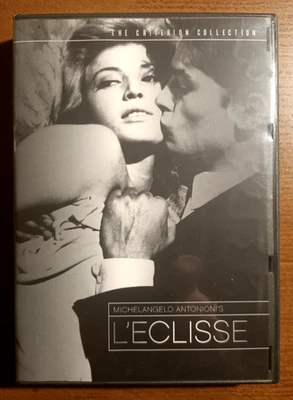 THE CRITERION COLLECTION
MICHELANGELO ANTONIONI'S
L'ECLISSE